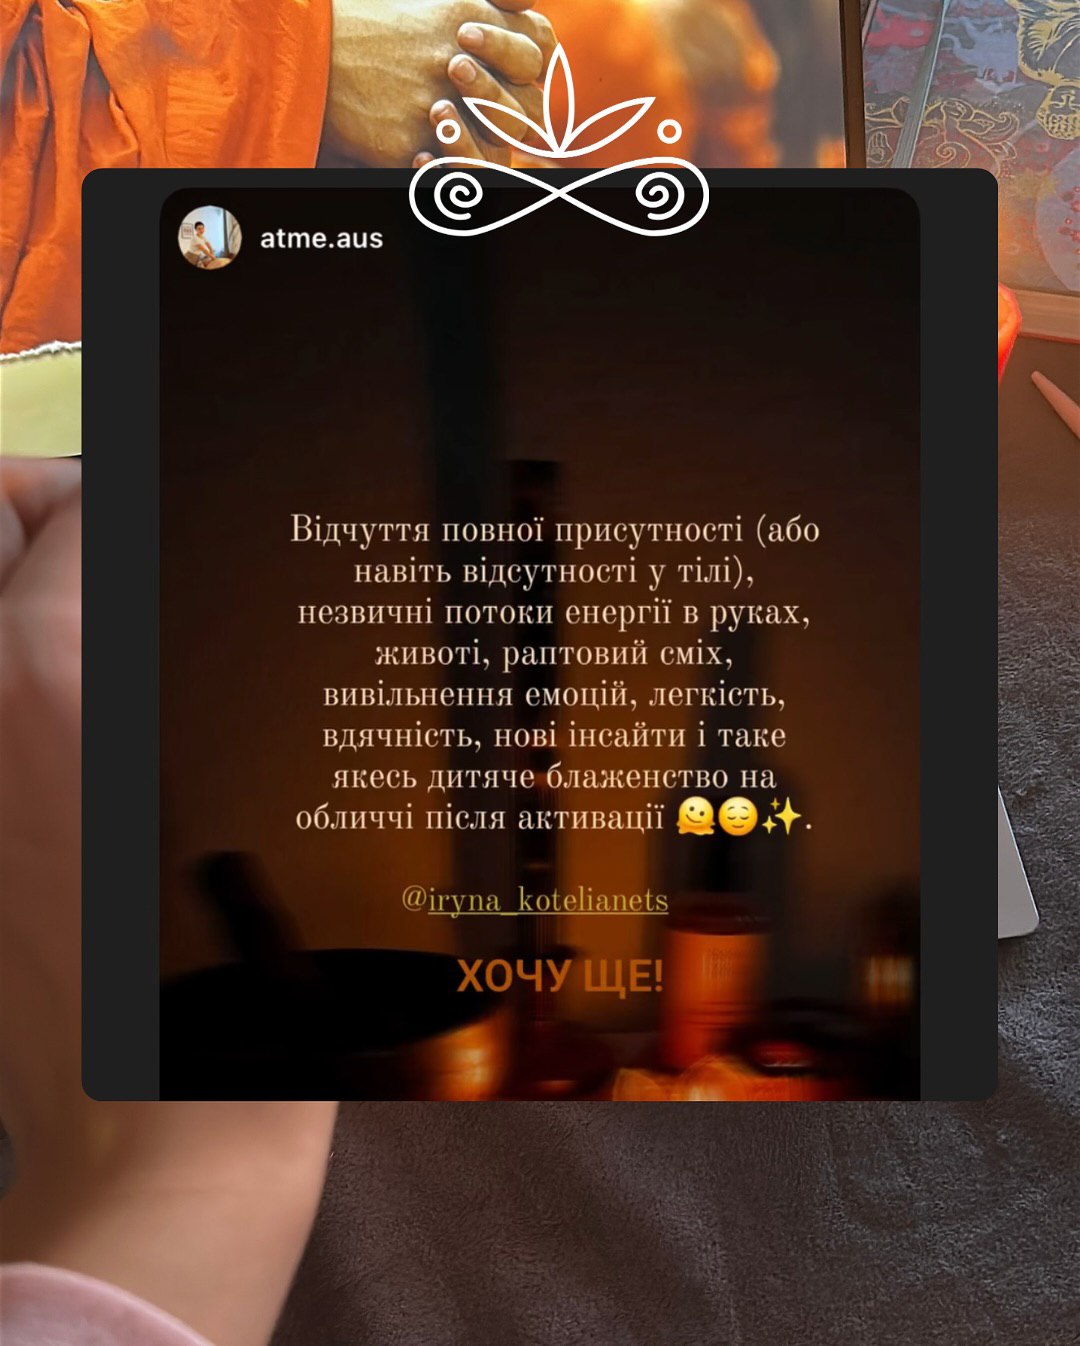 atme.aus
Відчуття повної присутності (або
навіть відсутності у тілі),
незвичні потоки енергії в руках,
животі, раптовий сміх,
вивільнення емоцій, легкість,
вдячність, нові інсайти і таке
якесь дитяче блаженство на
обличчі після активації 🫠😌✨.
@iryna_kotelianets
ХОЧУ ЩЕ!